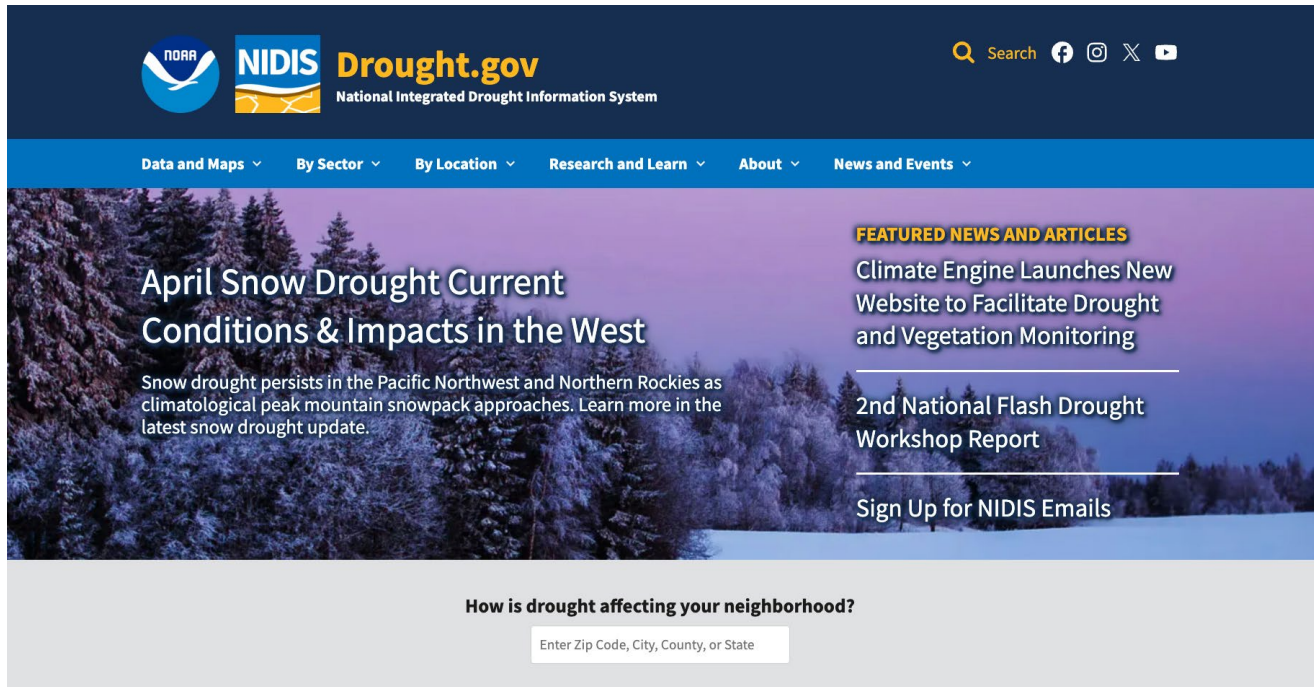 NOAA
NIDIS
Drought.gov
National Integrated Drought Information System
Search
Data and Maps
By Sector
By Location
Research and Learn
About
News and Events
April Snow Drought Current
Conditions & Impacts in the West
Snow drought persists in the Pacific Northwest and Northern Rockies as
climatological peak mountain snowpack approaches. Learn more in the
latest snow drought update.
FEATURED NEWS AND ARTICLES
Climate Engine Launches New
Website to Facilitate Drought
and Vegetation Monitoring
2nd National Flash Drought
Workshop Report
Sign Up for NIDIS Emails
How is drought affecting your neighborhood?
Enter Zip Code, City, County, or State